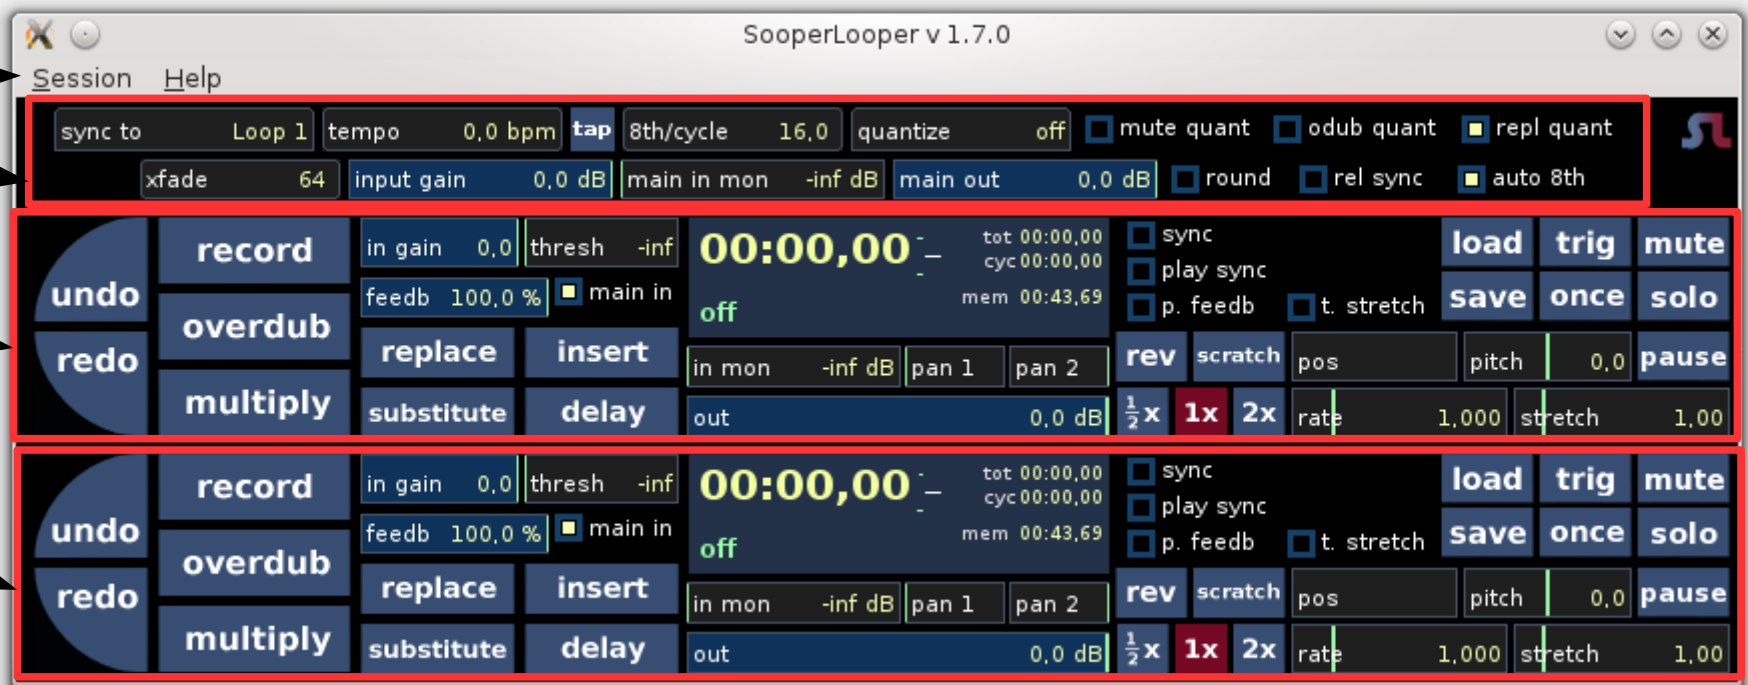 SooperLooper v 1.7.0
Session Help
sync to Loop 1 tempo 0,0 bpm tap 8th/cycle 16,0 quantize off mute quant odub quant repl quant
xfade 64 input gain 0,0 dB main in mon -inf dB main out 0,0 dB round rel sync auto 8th
undo
redo
record
overdub
multiply
in gain 0,0 thresh -inf
feedb 100,0 % main in
replace insert
substitute delay
00:00,00
off
tot 00:00,00
cyc 00:00,00
mem 00:43,69
in mon -inf dB pan 1 pan 2
out 0,0 dB
sync
play sync
p. feedb t. stretch
load trig mute
save once solo
rev scratch pos pitch 0,0 pause
½x 1x 2x rate 1,000 stretch 1,00
undo
redo
record
overdub
multiply
in gain 0,0 thresh -inf
feedb 100,0 % main in
replace insert
substitute delay
00:00,00
off
tot 00:00,00
cyc 00:00,00
mem 00:43,69
in mon -inf dB pan 1 pan 2
out 0,0 dB
sync
play sync
p. feedb t. stretch
load trig mute
save once solo
rev scratch pos pitch 0,0 pause
½x 1x 2x rate 1,000 stretch 1,00